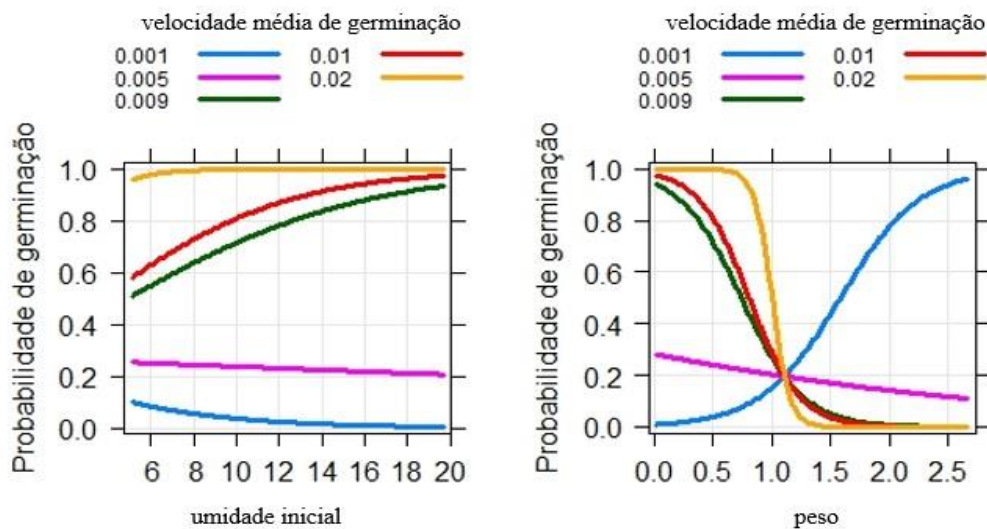 velocidade média de germinação
0.001 0.01
0.005 0.02
0.009
Probabilidade de germinação
1.0
0.8
0.6
0.4
0.2
0.0
6 8 10 12 14 16 18 20
umidade inicial
velocidade média de germinação
0.001 0.01
0.005 0.02
0.009
Probabilidade de germinação
1.0
0.8
0.6
0.4
0.2
0.0
0.0 0.5 1.0 1.5 2.0 2.5
peso